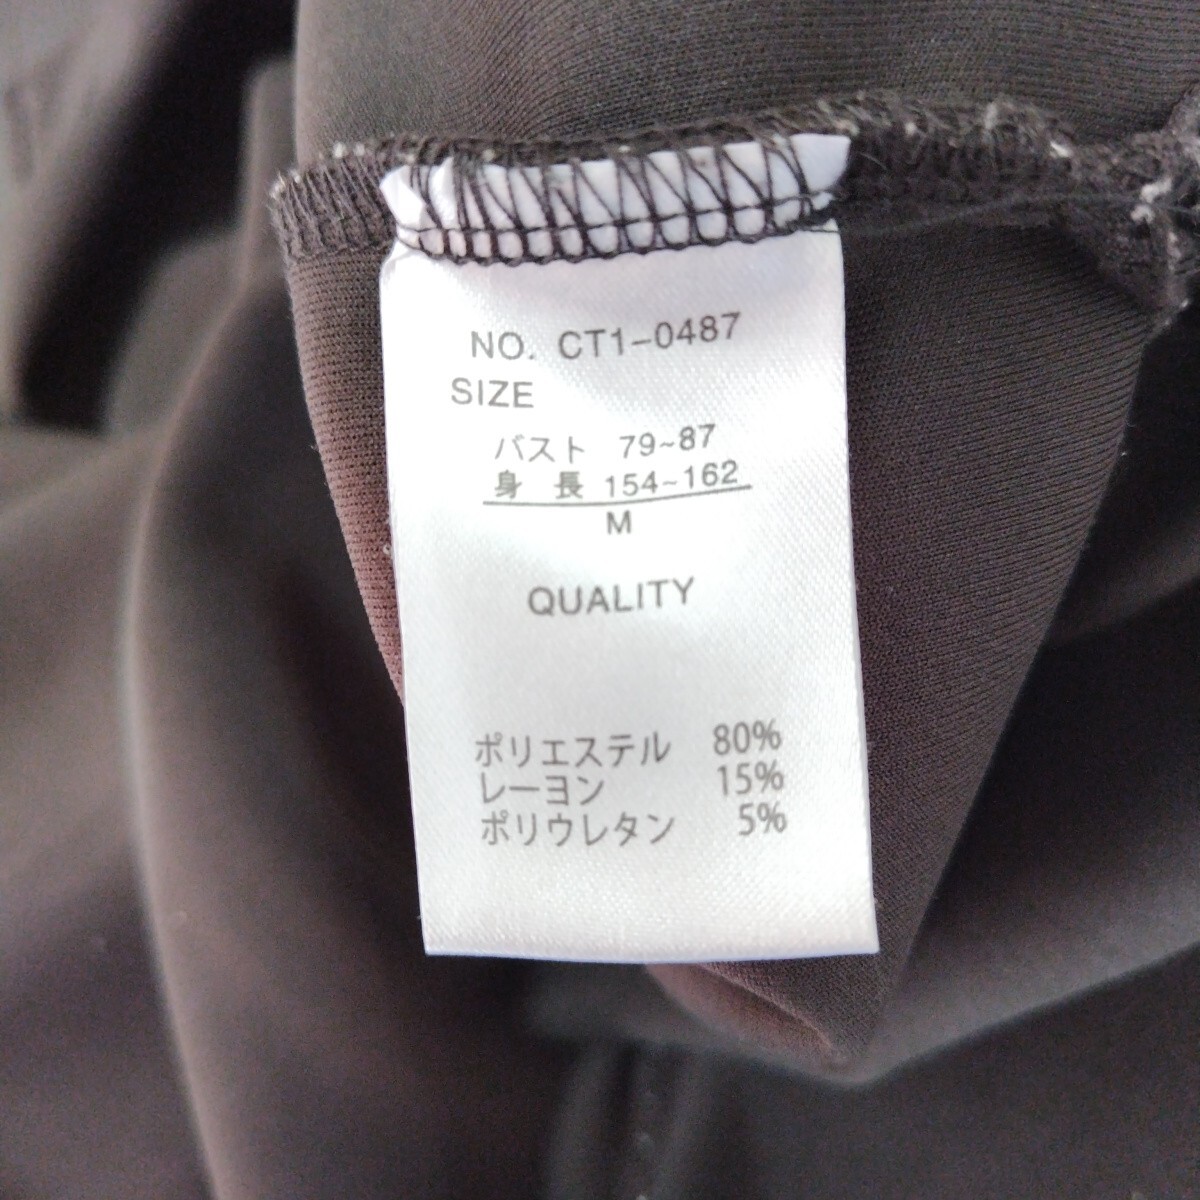 NO. CT1-0487
SIZE
バスト 79~87
身 長 154~162
M
QUALITY
ポリエステル 80%
レーヨン 15%
ポリウレタン 5%